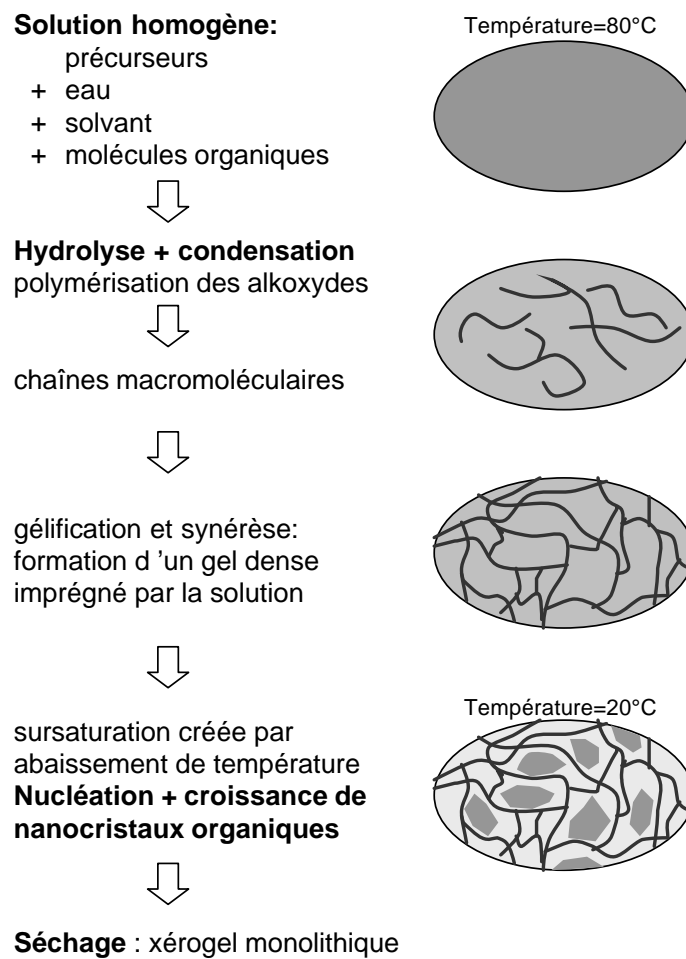 Solution homogène:
précurseurs
+ eau
+ solvant
+ molécules organiques
Température=80°C
Hydrolyse + condensation
polymérisation des alkoxydes
chaînes macromoléculaires
gélification et synérèse:
formation d ’un gel dense
imprégné par la solution
Température=20°C
sursaturation créée par
abaissement de température
Nucléation + croissance de
nanocristaux organiques
Séchage : xérogel monolithique